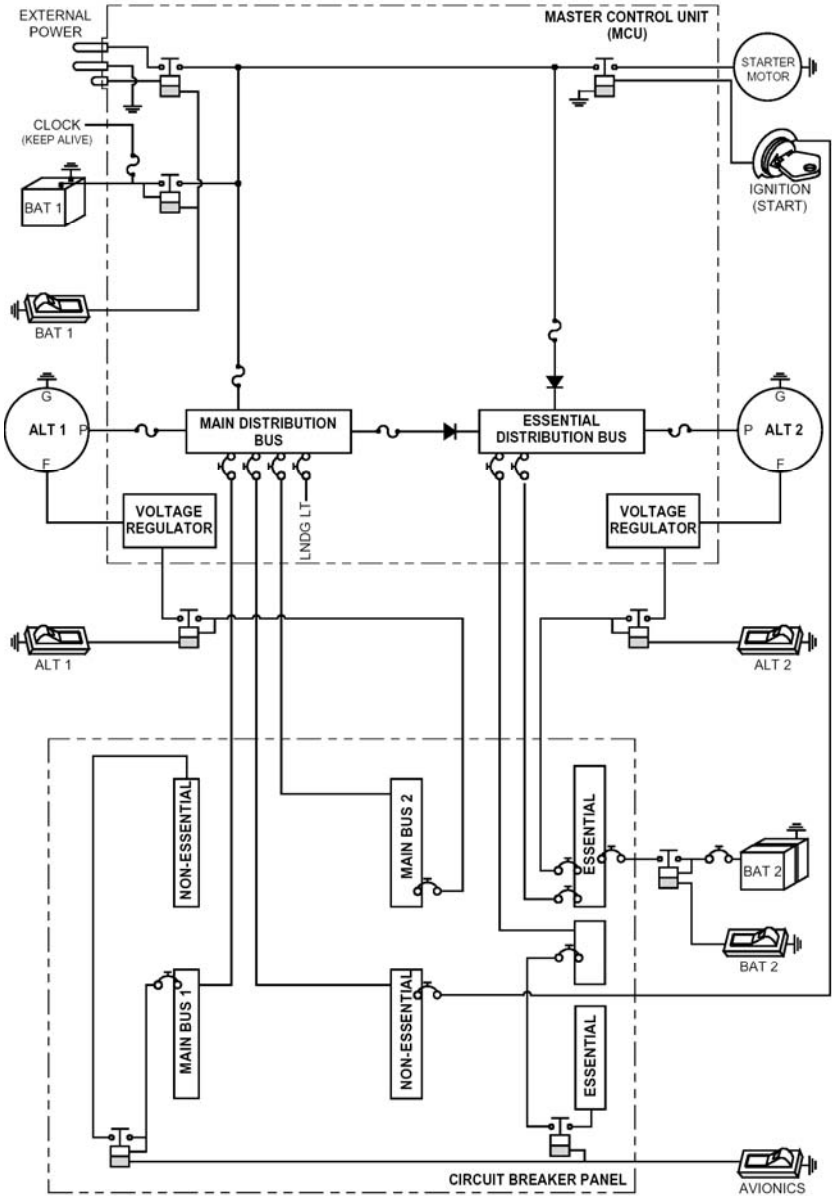 EXTERNAL
POWER
MASTER CONTROL UNIT
(MCU)
STARTER
MOTOR
CLOCK
(KEEP ALIVE)
IGNITION
(START)
BAT 1
BAT 1
G
ALT 1
P
F
MAIN DISTRIBUTION
BUS
ESSENTIAL
DISTRIBUTION BUS
G
P
ALT 2
F
VOLTAGE
REGULATOR
LNDG LT
VOLTAGE
REGULATOR
ALT 1
ALT 2
NON-ESSENTIAL
MAIN BUS 2
ESSENTIAL
BAT 2
BAT 2
MAIN BUS 1
NON-ESSENTIAL
ESSENTIAL
CIRCUIT BREAKER PANEL
AVIONICS